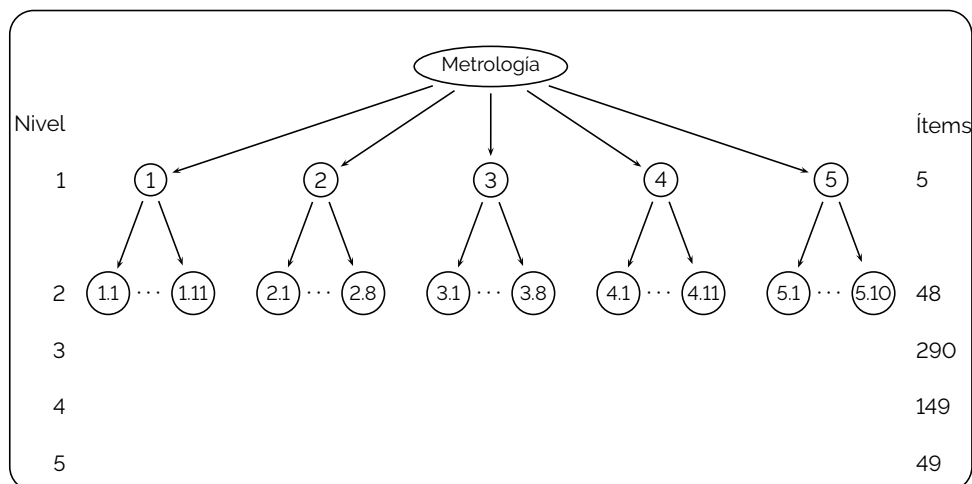 Metrología
Nivel Ítems
1 1 2 3 4 5 5
2 1.1 ··· 1.11 2.1 ··· 2.8 3.1 ··· 3.8 4.1 ··· 4.11 5.1 ··· 5.10 48
3 290
4 149
5 49